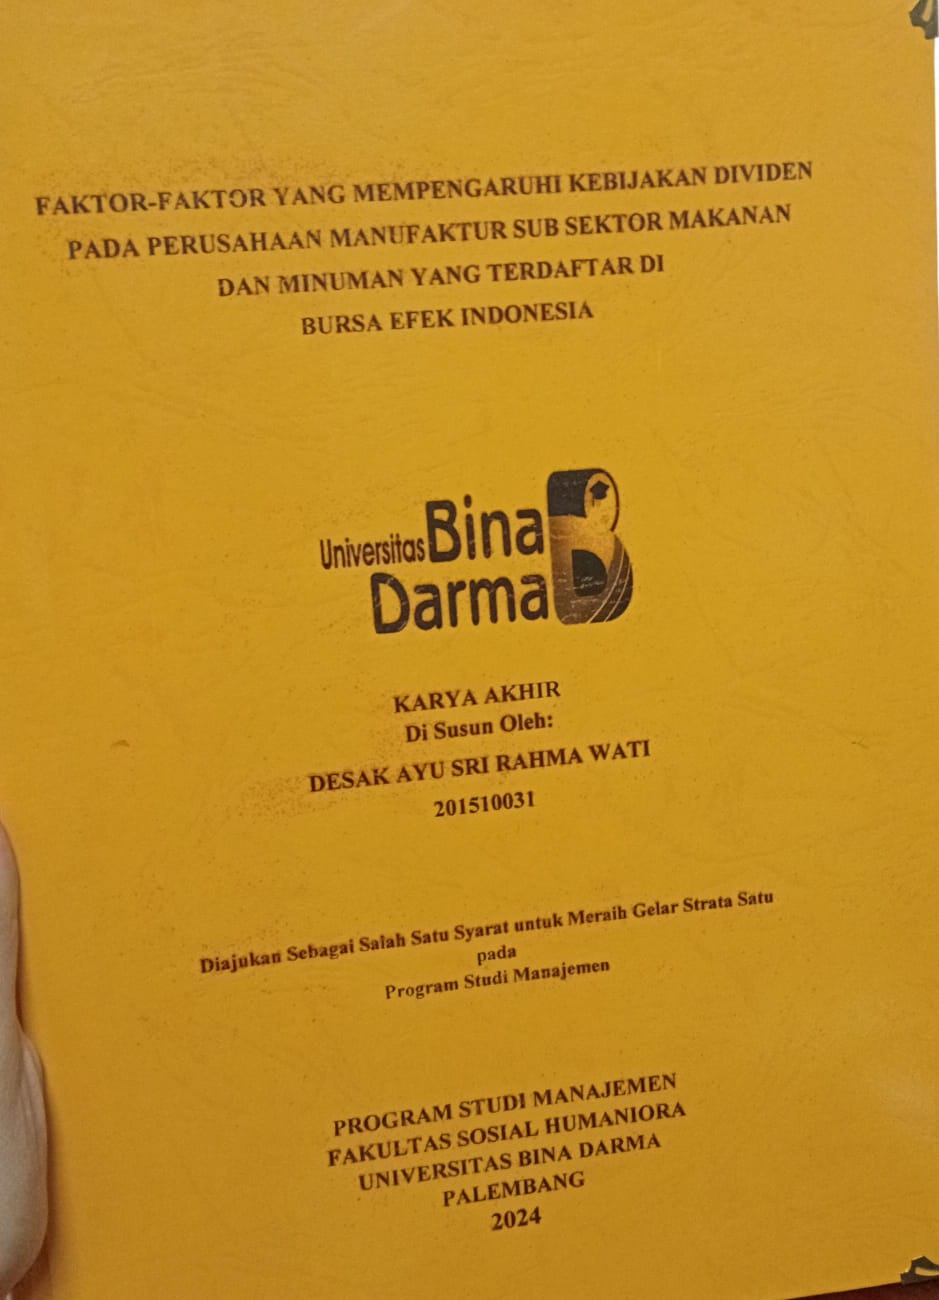 FAKTOR-FAKTOR YANG MEMPENGARUHI KEBIJAKAN DIVIDEN
PADA PERUSAHAAN MANUFAKTUR SUB SEKTOR MAKANAN
DAN MINUMAN YANG TERDAFTAR DI
BURSA EFEK INDONESIA
Universitas Bina
Darma
KARYA AKHIR
Di Susun Oleh:
DESAK AYU SRI RAHMA WATI
201510031
Diajukan Sebagai Salah Satu Syarat untuk Meraih Gelar Strata Satu
pada
Program Studi Manajemen
PROGRAM STUDI MANAJEMEN
FAKULTAS SOSIAL HUMANIORA
UNIVERSITAS BINA DARMA
PALEMBANG
2024